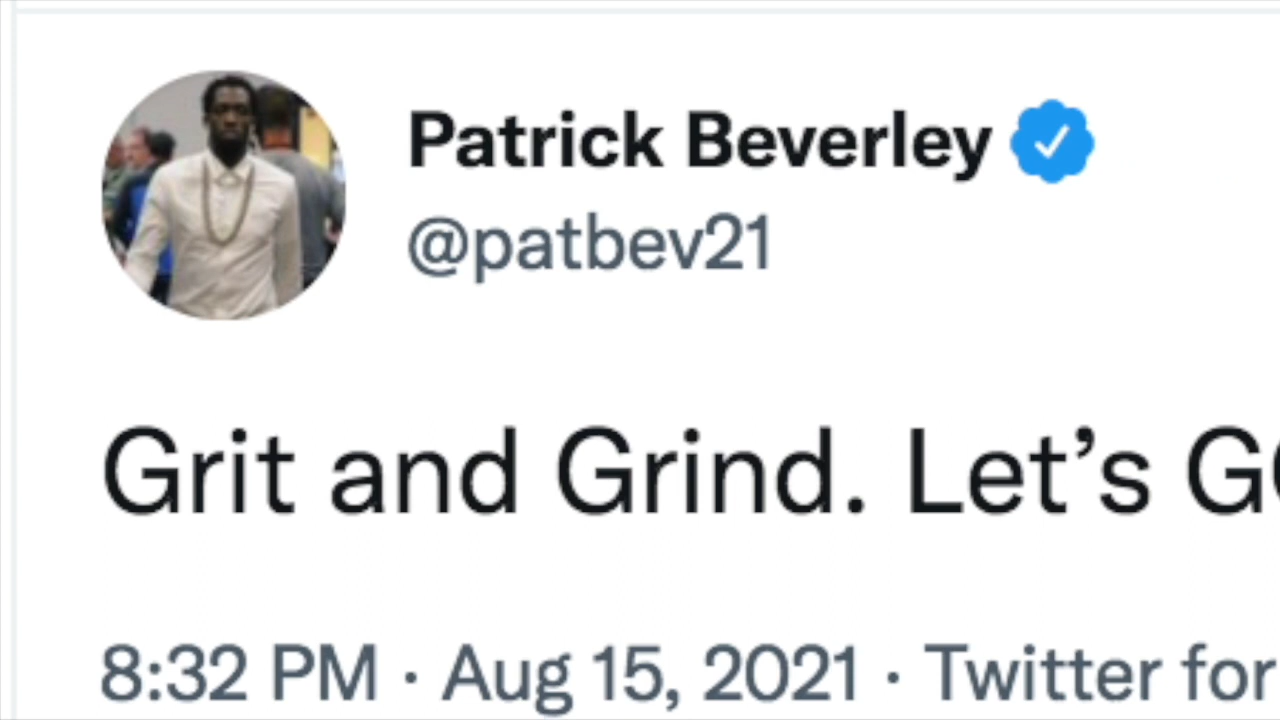 Patrick Beverley
@patbev21
Grit and Grind. Let’s
8:32 PM · Aug 15, 2021 · Twitter for